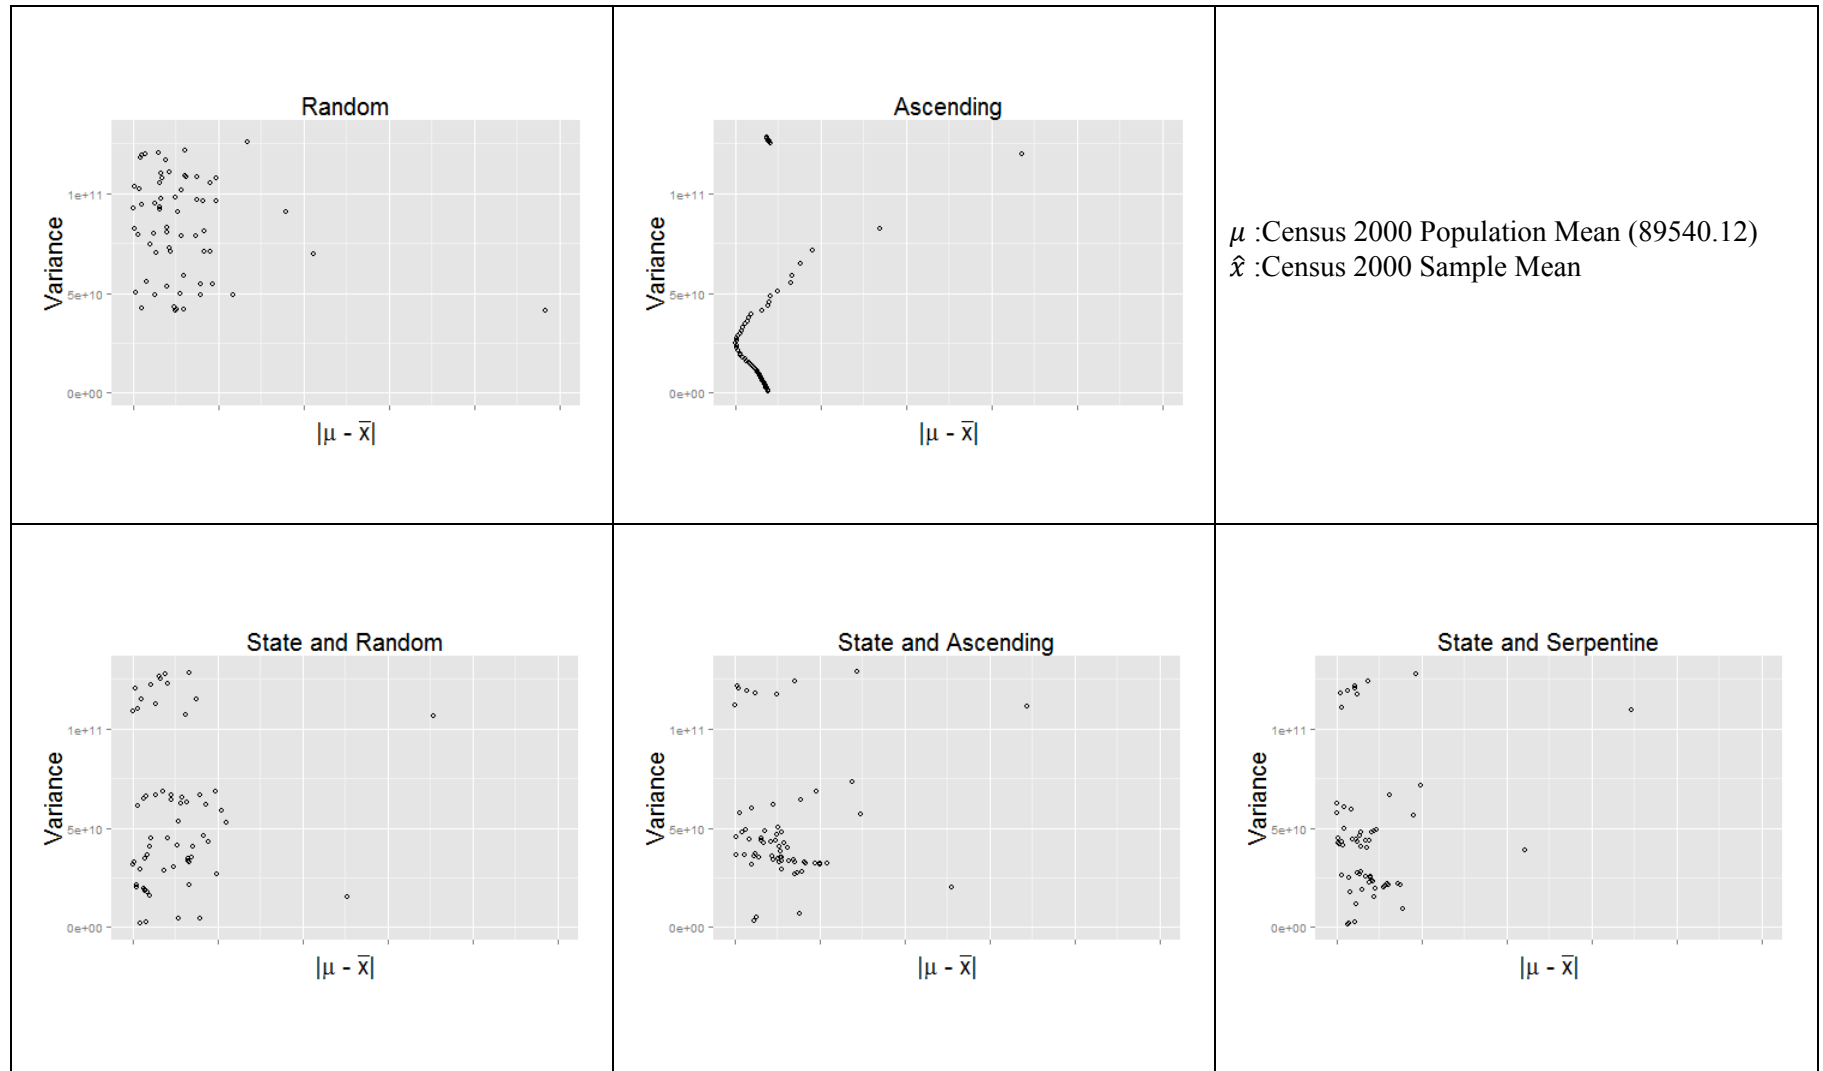 Random
Variance
1e+11
5e+10
0e+00
|μ - x̅|
Ascending
Variance
1e+11
5e+10
0e+00
|μ - x̅|
𝜇 :Census 2000 Population Mean (89540.12)
x̂ :Census 2000 Sample Mean
State and Random
Variance
1e+11
5e+10
0e+00
|μ - x̅|
State and Ascending
Variance
1e+11
5e+10
0e+00
|μ - x̅|
State and Serpentine
Variance
1e+11
5e+10
0e+00
|μ - x̅|